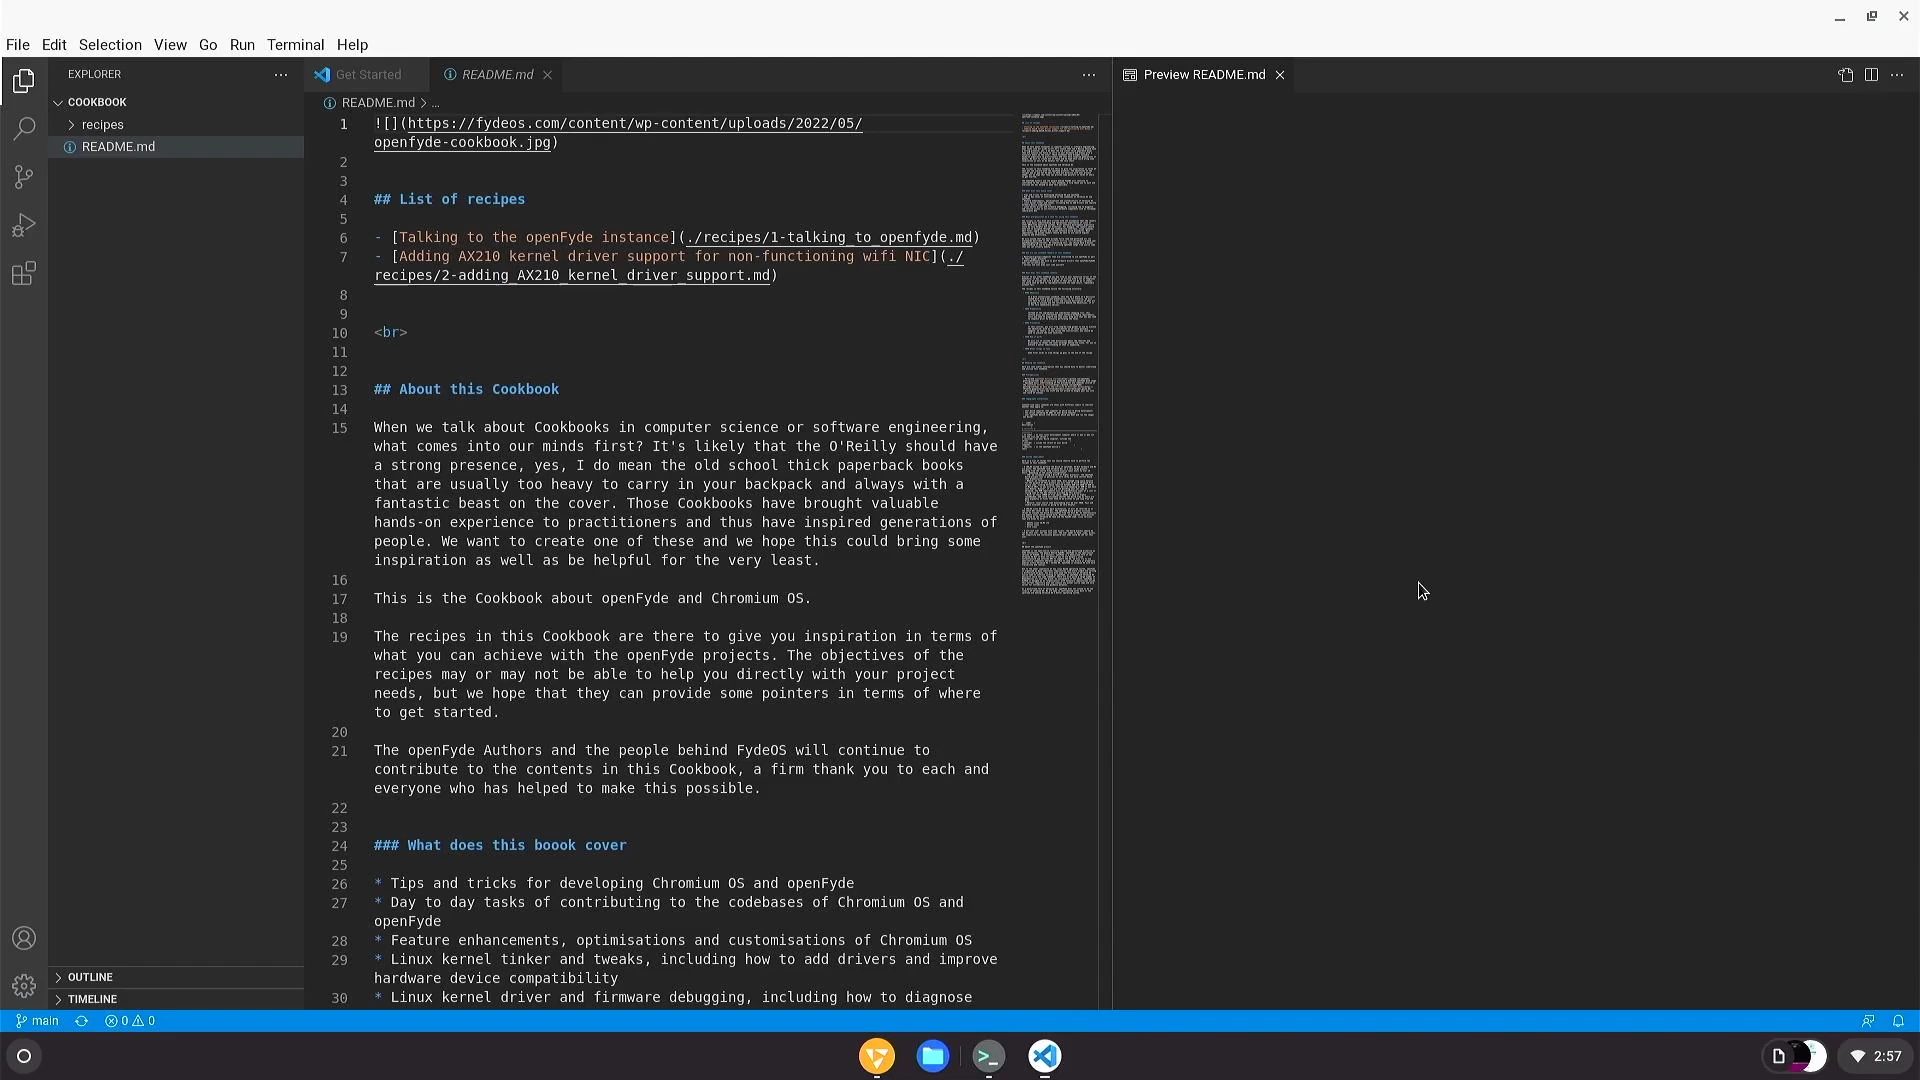 File Edit Selection View Go Run Terminal Help
EXPLORER
COOKBOOK
recipes
README.md
OUTLINE
TIMELINE
Get Started
README.md
README.md > ...
1 ![](https://fydeos.com/content/wp-content/uploads/2022/05/
openfyde-cookbook.jpg)
2
3
4 ## List of recipes
5
6 - [Talking to the openFyde instance](./recipes/1-talking_to_openfyde.md)
7 - [Adding AX210 kernel driver support for non-functioning wifi NIC](./
recipes/2-adding_AX210_kernel_driver_support.md)
8
9
10 <br>
11
12
13 ## About this Cookbook
14
15 When we talk about Cookbooks in computer science or software engineering,
what comes into our minds first? It's likely that the O'Reilly should have
a strong presence, yes, I do mean the old school thick paperback books
that are usually too heavy to carry in your backpack and always with a
fantastic beast on the cover. Those Cookbooks have brought valuable
hands-on experience to practitioners and thus have inspired generations of
people. We want to create one of these and we hope this could bring some
inspiration as well as be helpful for the very least.
16
17 This is the Cookbook about openFyde and Chromium OS.
18
19 The recipes in this Cookbook are there to give you inspiration in terms of
what you can achieve with the openFyde projects. The objectives of the
recipes may or may not be able to help you directly with your project
needs, but we hope that they can provide some pointers in terms of where
to get started.
20
21 The openFyde Authors and the people behind FydeOS will continue to
contribute to the contents in this Cookbook, a firm thank you to each and
everyone who has helped to make this possible.
22
23
24 ### What does this boook cover
25
26 * Tips and tricks for developing Chromium OS and openFyde
27 * Day to day tasks of contributing to the codebases of Chromium OS and
openFyde
28 * Feature enhancements, optimisations and customisations of Chromium OS
29 * Linux kernel tinker and tweaks, including how to add drivers and improve
hardware device compatibility
30 * Linux kernel driver and firmware debugging, including how to diagnose
Preview README.md
main 0 0
2:57